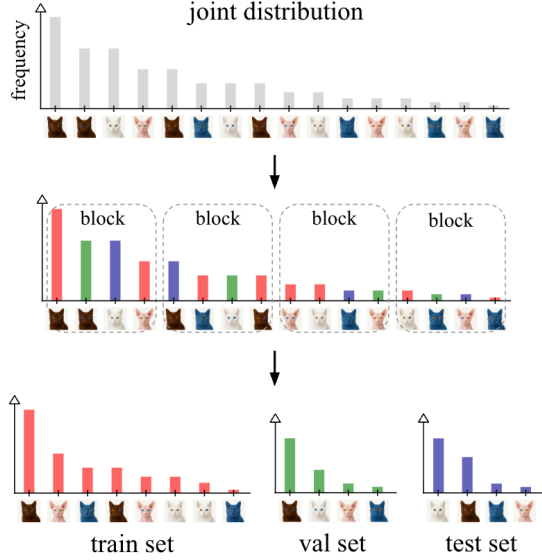 joint distribution
frequency
block block block block
train set val set test set